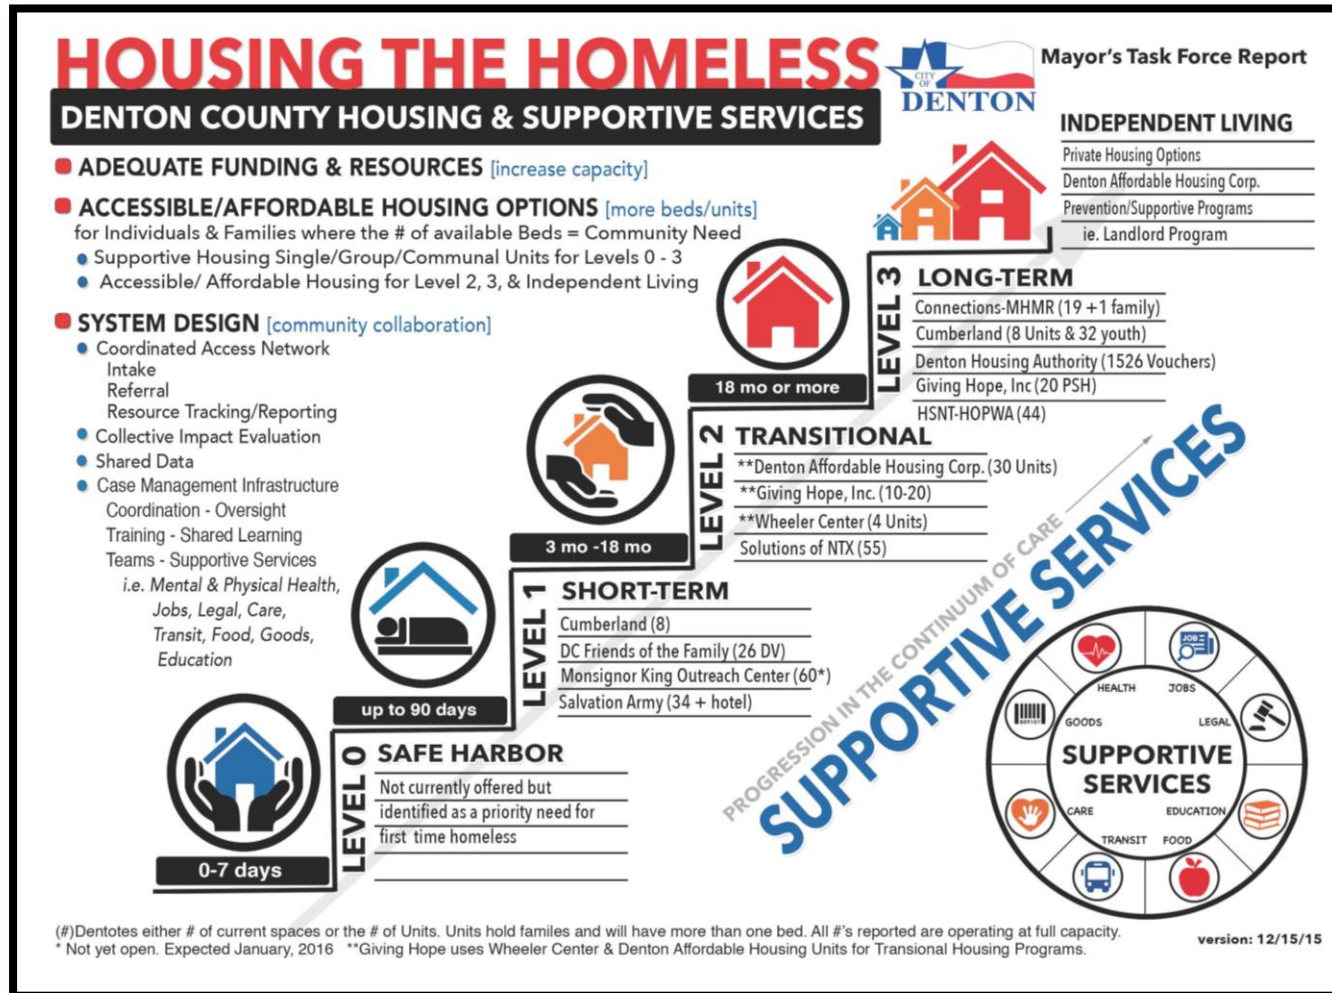 HOUSING THE HOMELESS
DENTON COUNTY HOUSING & SUPPORTIVE SERVICES
CITY
OF
DENTON
Mayor's Task Force Report
ADEQUATE FUNDING & RESOURCES [increase capacity]
ACCESSIBLE/AFFORDABLE HOUSING OPTIONS [more beds/units]
for Individuals & Families where the # of available Beds = Community Need
Supportive Housing Single/Group/Communal Units for Levels 0 - 3
Accessible/ Affordable Housing for Level 2, 3, & Independent Living
SYSTEM DESIGN [community collaboration]
Coordinated Access Network
Intake
Referral
Resource Tracking/Reporting
Collective Impact Evaluation
Shared Data
Case Management Infrastructure
Coordination - Oversight
Training - Shared Learning
Teams - Supportive Services
i.e. Mental & Physical Health,
Jobs, Legal, Care,
Transit, Food, Goods,
Education
INDEPENDENT LIVING
Private Housing Options
Denton Affordable Housing Corp.
Prevention/Supportive Programs
ie. Landlord Program
18 mo or more
LEVEL 3
LONG-TERM
Connections-MHMR (19 +1 family)
Cumberland (8 Units & 32 youth)
Denton Housing Authority (1526 Vouchers)
Giving Hope, Inc (20 PSH)
HSNT-HOPWA (44)
3 mo -18 mo
LEVEL 2
TRANSITIONAL
**Denton Affordable Housing Corp. (30 Units)
**Giving Hope, Inc. (10-20)
**Wheeler Center (4 Units)
Solutions of NTX (55)
up to 90 days
LEVEL 1
SHORT-TERM
Cumberland (8)
DC Friends of the Family (26 DV)
Monsignor King Outreach Center (60*)
Salvation Army (34 + hotel)
0-7 days
LEVEL 0
SAFE HARBOR
Not currently offered but
identified as a priority need for
first time homeless
PROGRESSION IN THE CONTINUUM OF CARE
SUPPORTIVE SERVICES
JOB
HEALTH
JOBS
GOODS
LEGAL
SUPPORTIVE
SERVICES
CARE
EDUCATION
TRANSIT
FOOD
(#)Dentotes either # of current spaces or the # of Units. Units hold familes and will have more than one bed. All #'s reported are operating at full capacity.
* Not yet open. Expected January, 2016 **Giving Hope uses Wheeler Center & Denton Affordable Housing Units for Transional Housing Programs.
version: 12/15/15